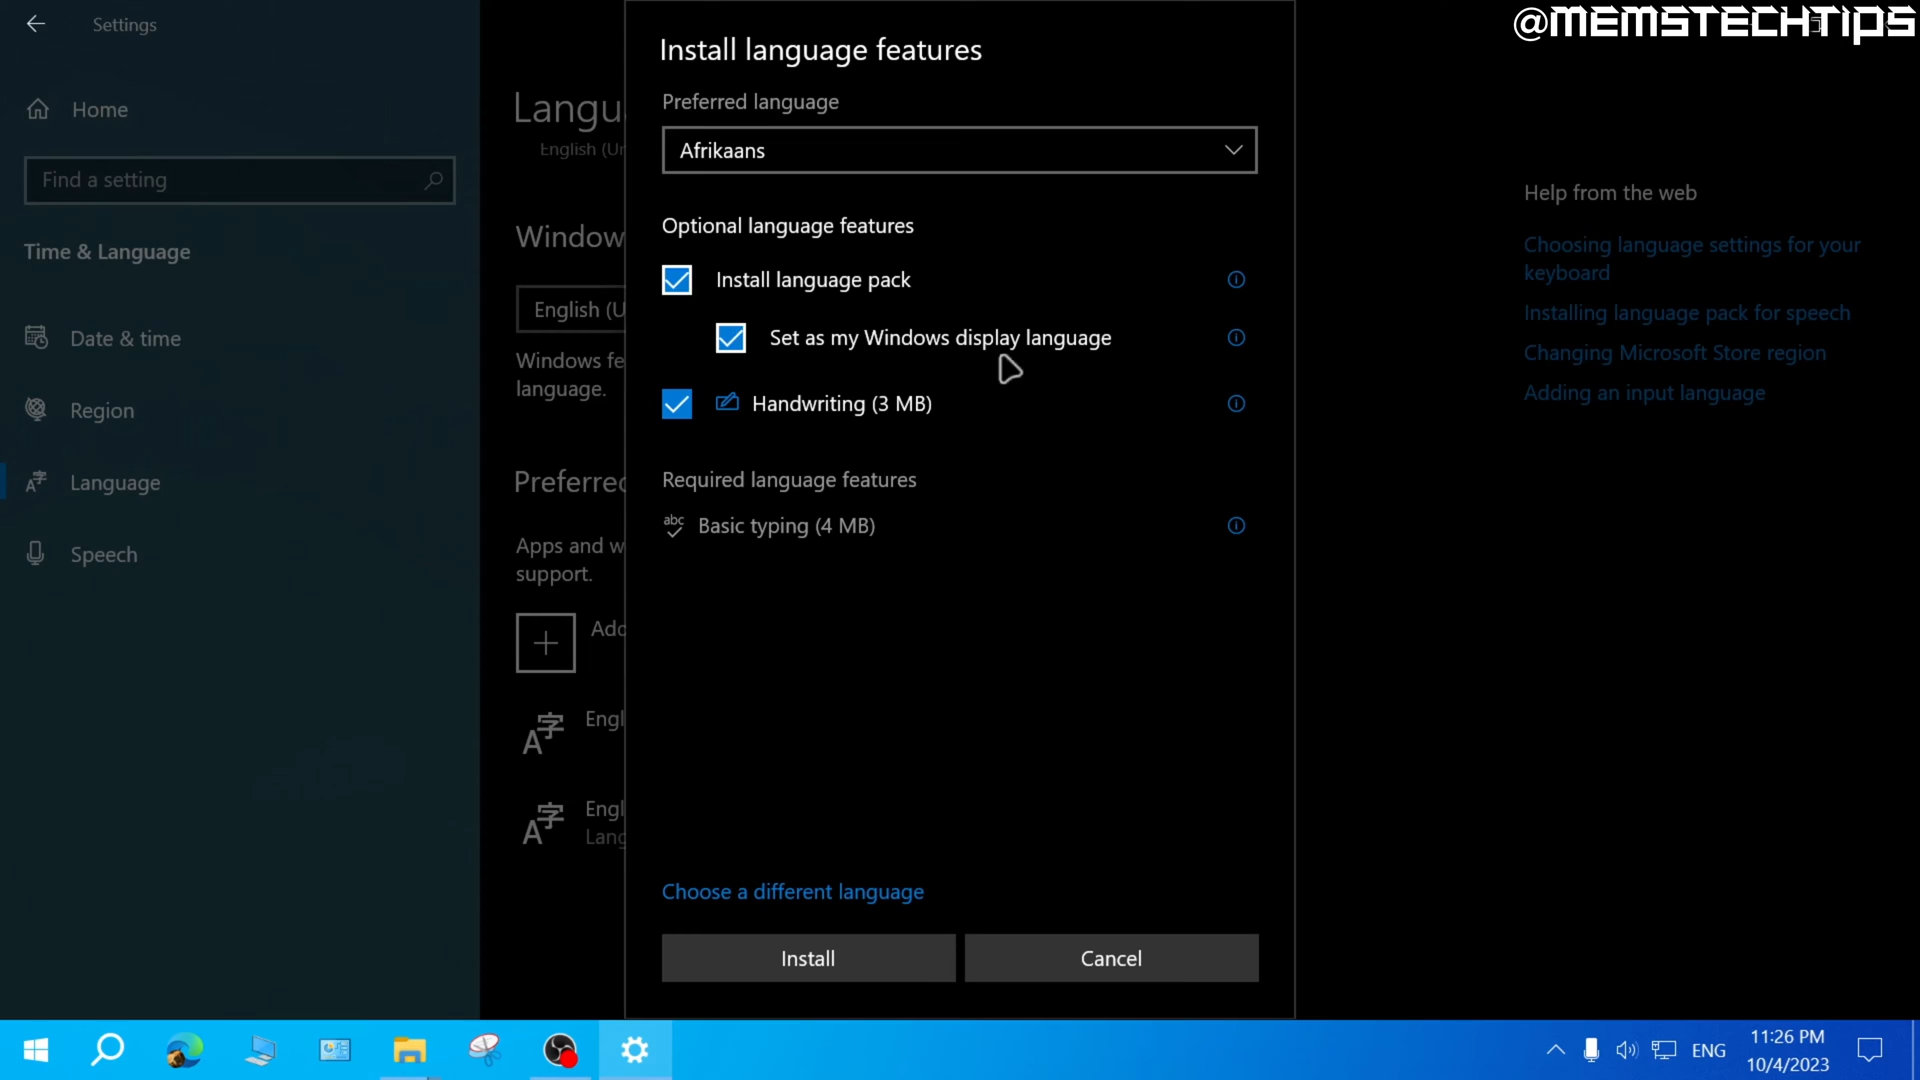 @MEMSTECHTIPS
Settings
Home
Find a setting
Time & Language
Date & time
Region
Language
Speech
Langu
English (Un
Window
English (U
Windows fe
language.
Preferred
Apps and w
support.
Add
Engl
Engl
Lang
Install language features
Preferred language
Afrikaans
Optional language features
Install language pack
Set as my Windows display language
Handwriting (3 MB)
Required language features
abc
Basic typing (4 MB)
Choose a different language
Install
Cancel
Help from the web
Choosing language settings for your
keyboard
Installing language pack for speech
Changing Microsoft Store region
Adding an input language
ENG
11:26 PM
10/4/2023